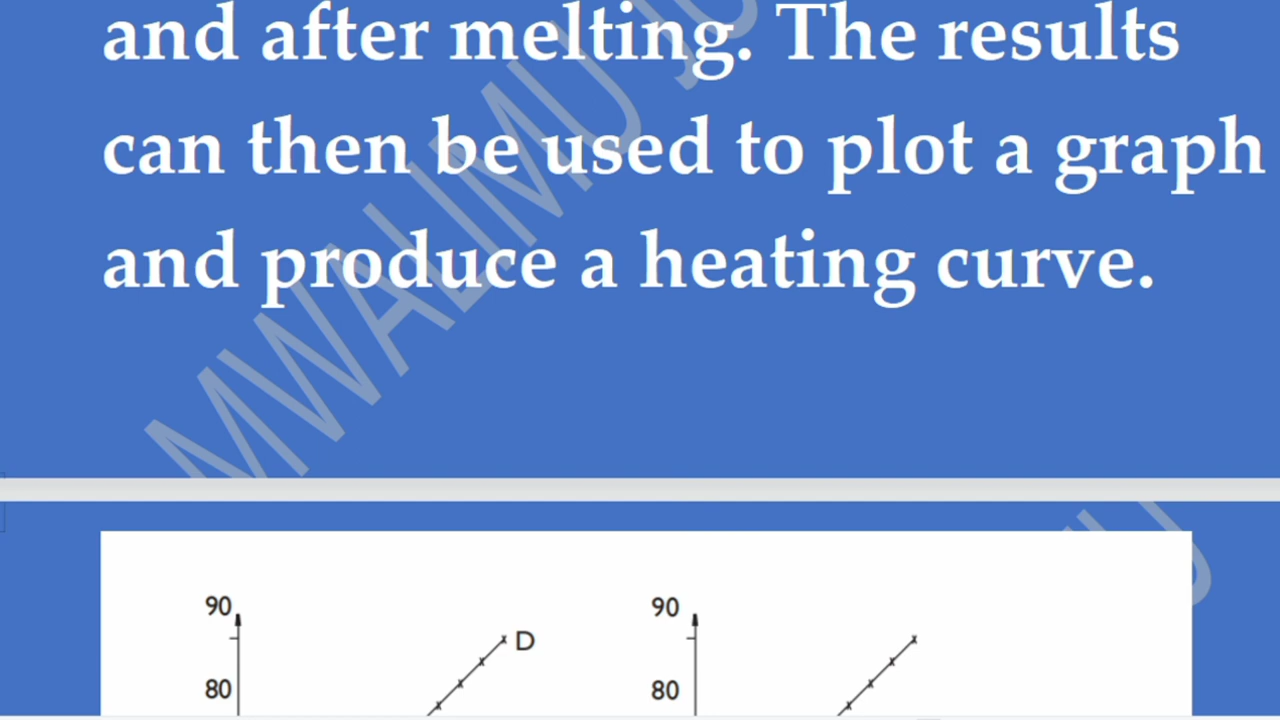 and after melting. The results
can then be used to plot a graph
and produce a heating curve.
MWALIMU
90
D
80
90
80